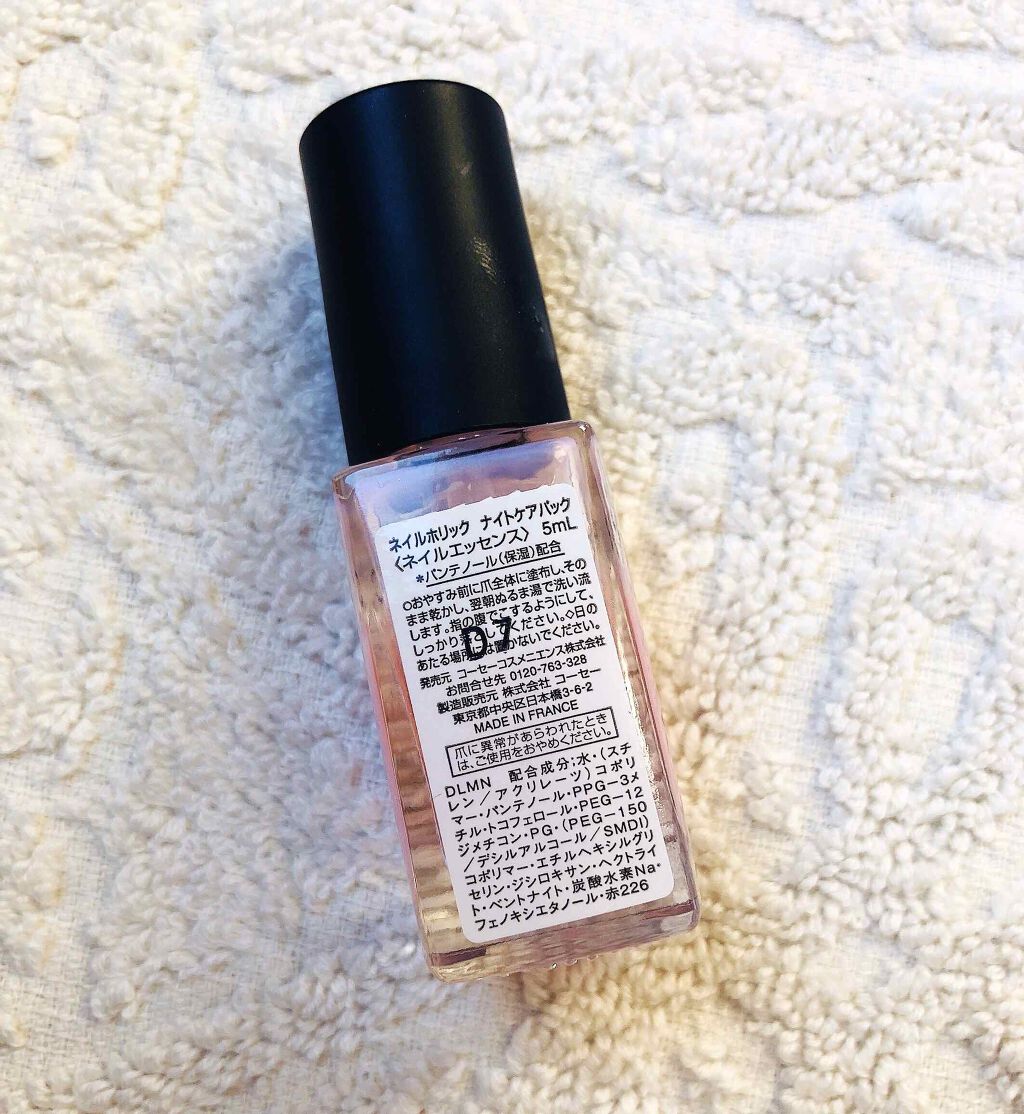 ネイルホリック ナイトケアパック
〈ネイルエッセンス〉 5mL
*パンテノール(保湿)配合
○おやすみ前に爪全体に塗布し、その
まま乾かし、翌朝ぬるま湯で洗い流
します。指の腹でこするようにして、
しっかり落としてください。◇日の
あたる場所には置かないでください。
D7
発売元 コーセーコスメニエンス株式会社
お問合せ先 0120-763-328
製造販売元 株式会社 コーセー
東京都中央区日本橋3-6-2
MADE IN FRANCE
爪に異常があらわれたとき
は、ご使用をおやめください。
DLMN 配合成分;水・(スチ
レン/アクリレーツ)コポリ
マー・パンテノール・PPG-3メ
チル・トコフェロール・PEG-12
ジメチコン・PG・(PEG-150
/デシルアルコール/SMDI)
コポリマー・エチルヘキシルグリ
セリン・ジシロキサン・ヘクトライ
ト・ベントナイト・炭酸水素Na・
フェノキシエタノール・赤226